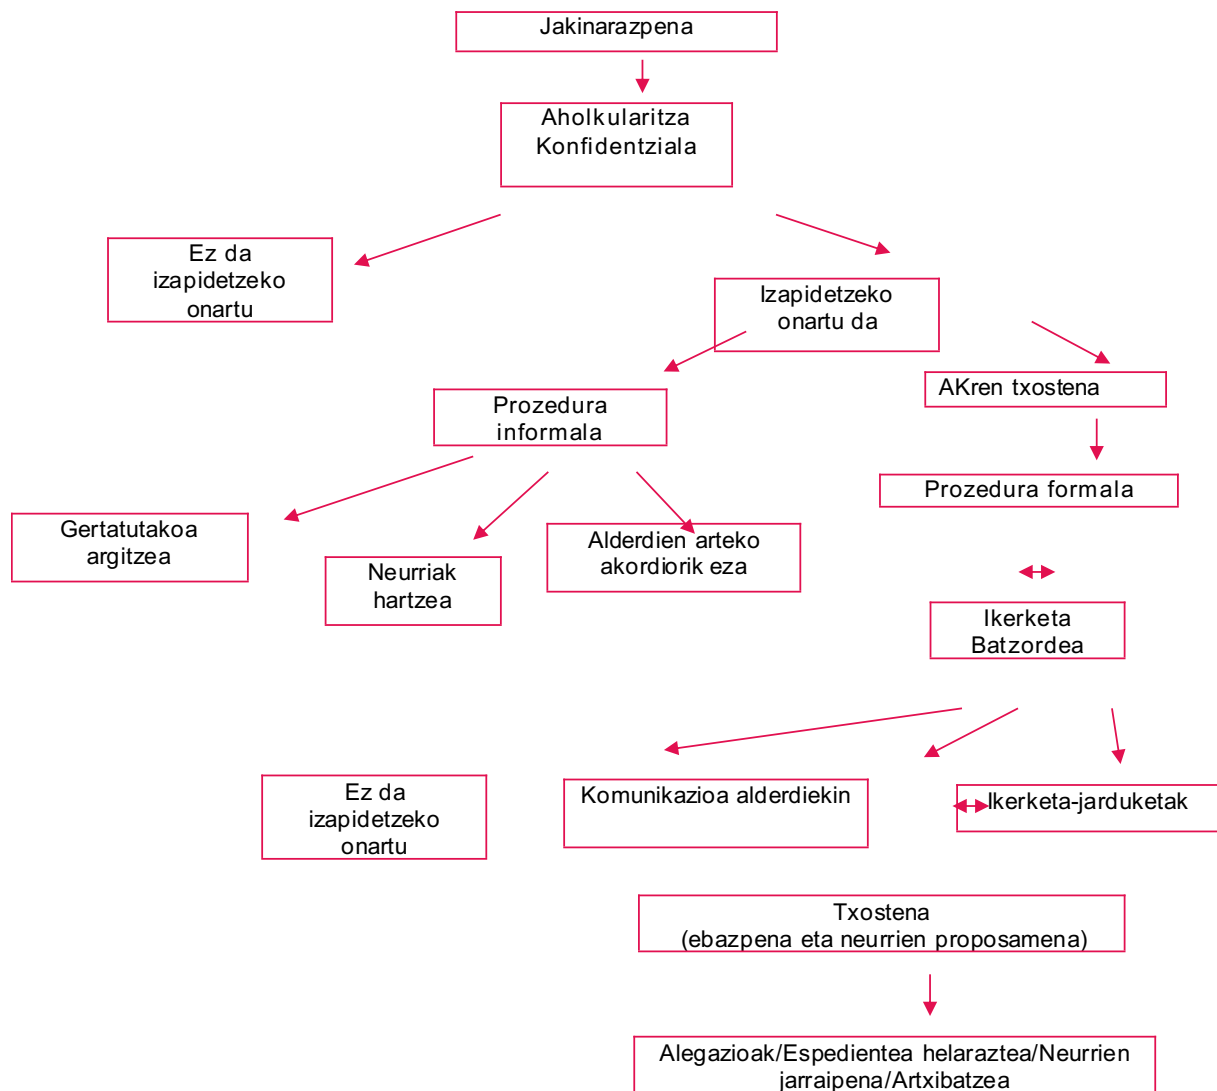 Jakinarazpena
Aholkularitza
Konfidentziala
Ez da
izapidetzeko
onartu
Izapidetzeko
onartu da
AKren txostena
Prozedura
informala
Prozedura formala
Gertatutakoa
argitzea
Neurriak
hartzea
Alderdien arteko
akordiorik eza
Ikerketa
Batzordea
Ez da
izapidetzeko
onartu
Komunikazioa alderdiekin
Ikerketa-jarduketak
Txostena
(ebazpena eta neurrien proposamena)
Alegazioak/Espedientea helaraztea/Neurrien
jarraipena/Artxibatzea